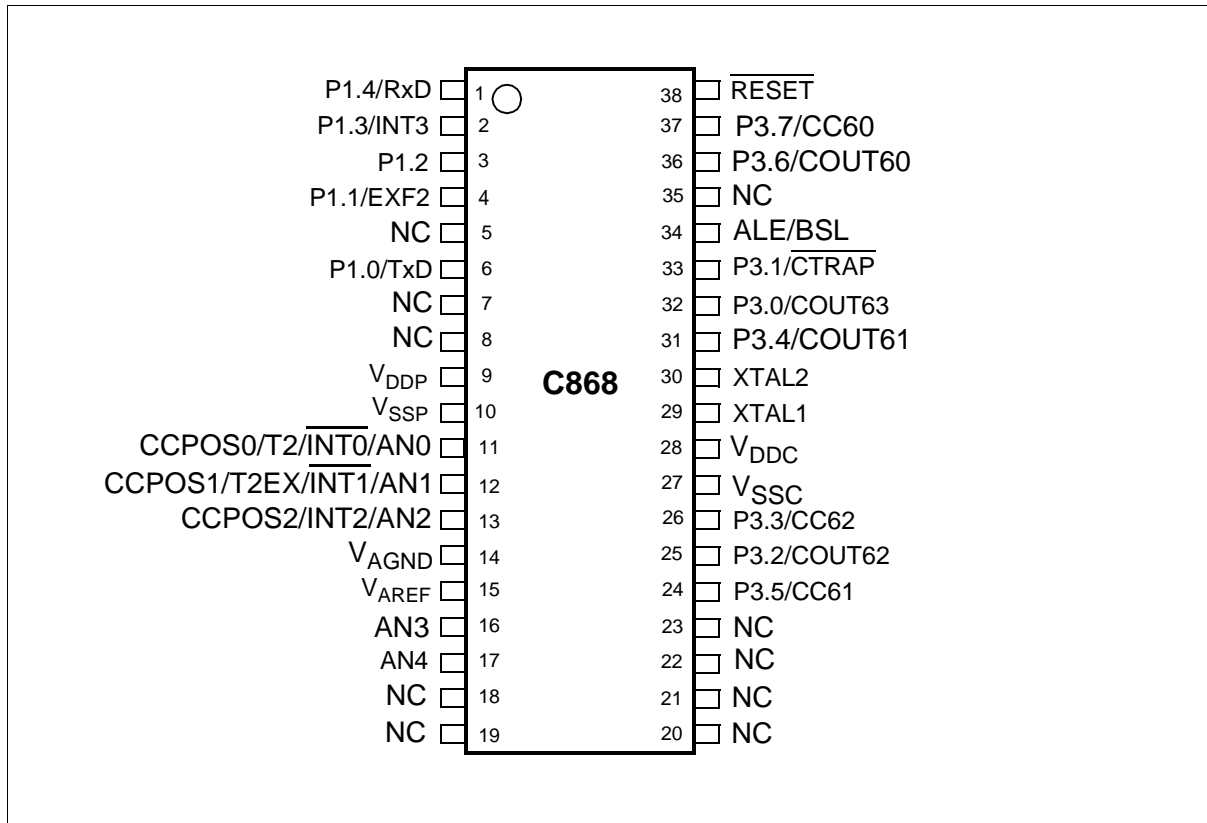 P1.4/RxD 1 38 RESET
P1.3/INT3 2 37 P3.7/CC60
P1.2 3 36 P3.6/COUT60
P1.1/EXF2 4 35 NC
NC 5 34 ALE/BSL
P1.0/TxD 6 33 P3.1/CTRAP
NC 7 32 P3.0/COUT63
NC 8 31 P3.4/COUT61
VDDP 9 C868 30 XTAL2
VSSP 10 29 XTAL1
CCPOS0/T2/INT0/AN0 11 28 VDDC
CCPOS1/T2EX/INT1/AN1 12 27 VSSC
CCPOS2/INT2/AN2 13 26 P3.3/CC62
VAGND 14 25 P3.2/COUT62
VAREF 15 24 P3.5/CC61
AN3 16 23 NC
AN4 17 22 NC
NC 18 21 NC
NC 19 20 NC